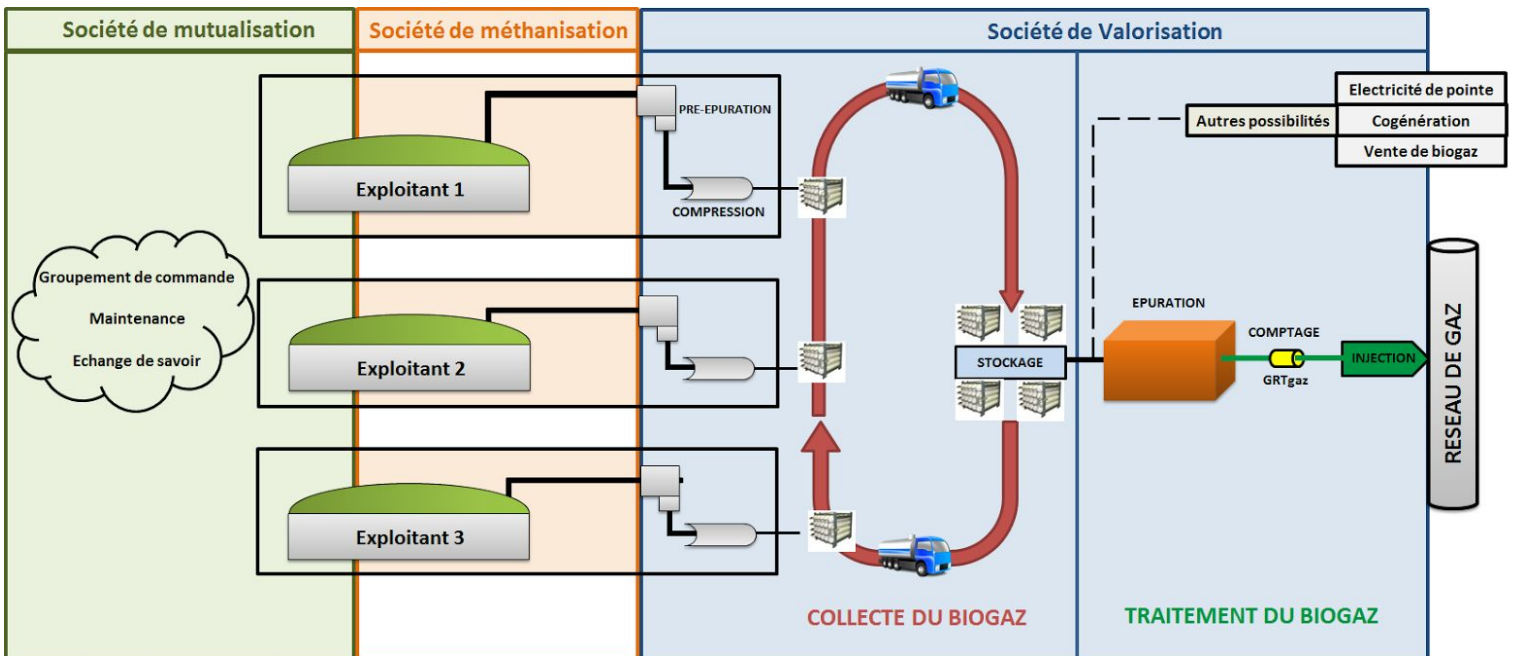 Société de mutualisation
Société de méthanisation
Société de Valorisation
Groupement de commande
Maintenance
Echange de savoir
Exploitant 1
PRE-EPURATION
COMPRESSION
Exploitant 2
Exploitant 3
STOCKAGE
COLLECTE DU BIOGAZ
Autres possibilités
Electricité de pointe
Cogénération
Vente de biogaz
EPURATION
COMPTAGE
GRTgaz
INJECTION
RESEAU DE GAZ
TRAITEMENT DU BIOGAZ